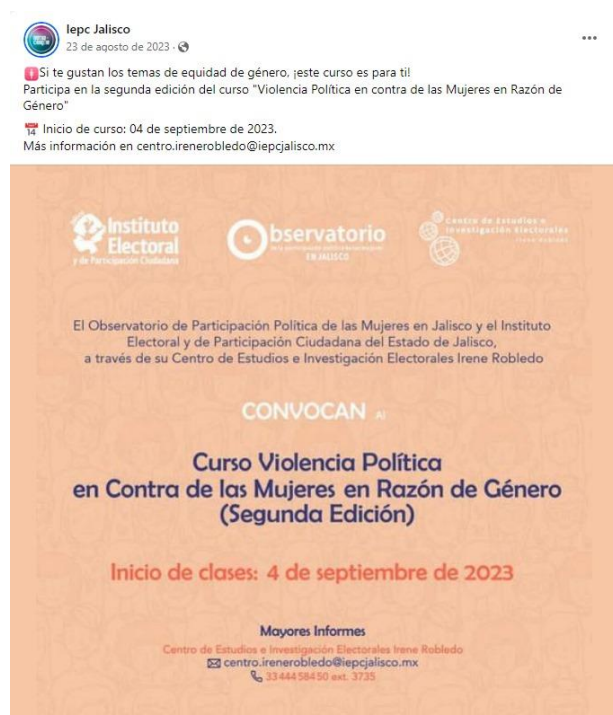 Iepc Jalisco
23 de agosto de 2023
Si te gustan los temas de equidad de género, ¡este curso es para ti!
Participa en la segunda edición del curso "Violencia Política en contra de las Mujeres en Razón de
Género"
Inicio de curso: 04 de septiembre de 2023.
Más información en centro.irenerobledo@iepcjalisco.mx
Instituto
Electoral
y de Participación Ciudadana
Observatorio
EN JALISCO
Centro de Estudios e
Investigación Electorales
Irene Robledo
El Observatorio de Participación Política de las Mujeres en Jalisco y el Instituto
Electoral y de Participación Ciudadana del Estado de Jalisco,
a través de su Centro de Estudios e Investigación Electorales Irene Robledo
CONVOCAN Al
Curso Violencia Política
en Contra de las Mujeres en Razón de Género
(Segunda Edición)
Inicio de clases: 4 de septiembre de 2023
Mayores Informes
Centro de Estudios e Investigación Electorales Irene Robledo
centro.irenerobledo@iepcjalisco.mx
33 444 584 50 ext. 3735